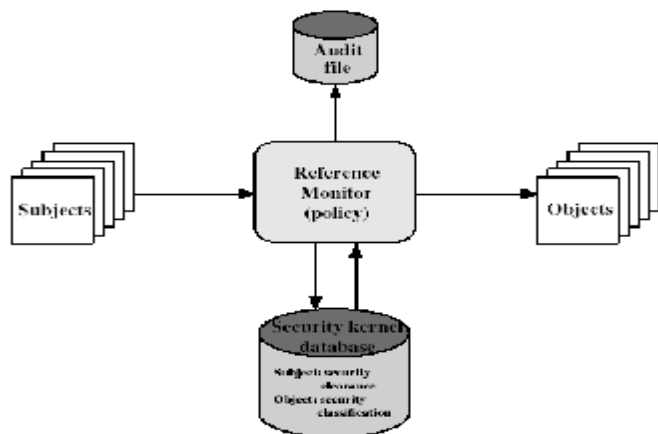 Audit
file
Reference
Monitor
(policy)
Subjects
Objects
Security kernel
database
Subject: security
clearance
Object: security
classification